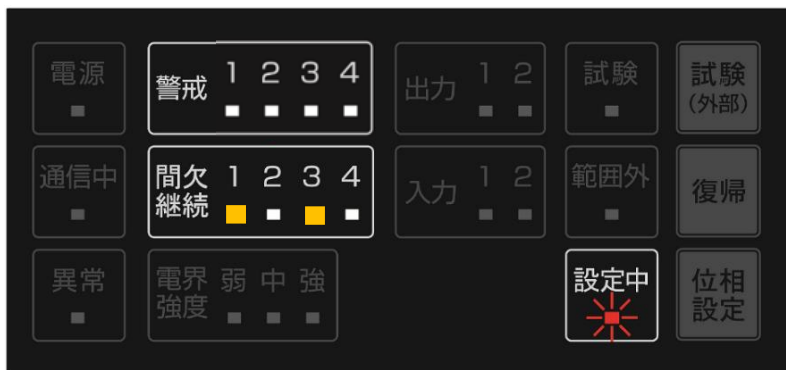 電源
警戒 1 2 3 4
出力 1 2
試験
試験
(外部)
通信中
間欠
継続 1 2 3 4
入力 1 2
範囲外
復帰
異常
電界
強度 弱 中 強
設定中
位相
設定